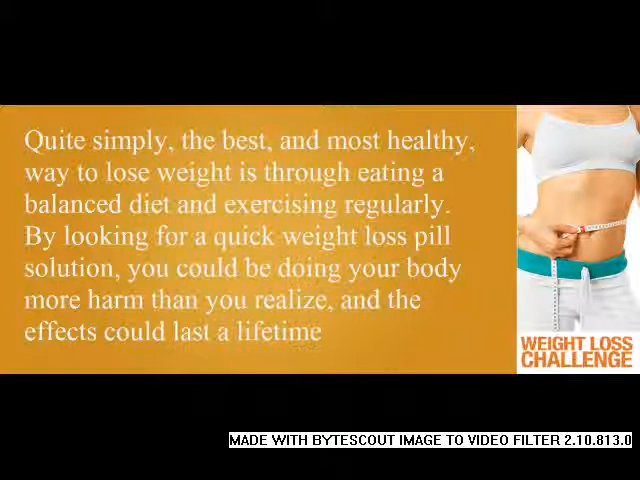 Quite simply, the best, and most healthy,
way to lose weight is through eating a
balanced diet and exercising regularly.
By looking for a quick weight loss pill
solution, you could be doing your body
more harm than you realize, and the
effects could last a lifetime
WEIGHT LOSS
CHALLENGE
MADE WITH BYTESCOUT IMAGE TO VIDEO FILTER 2.10.813.0